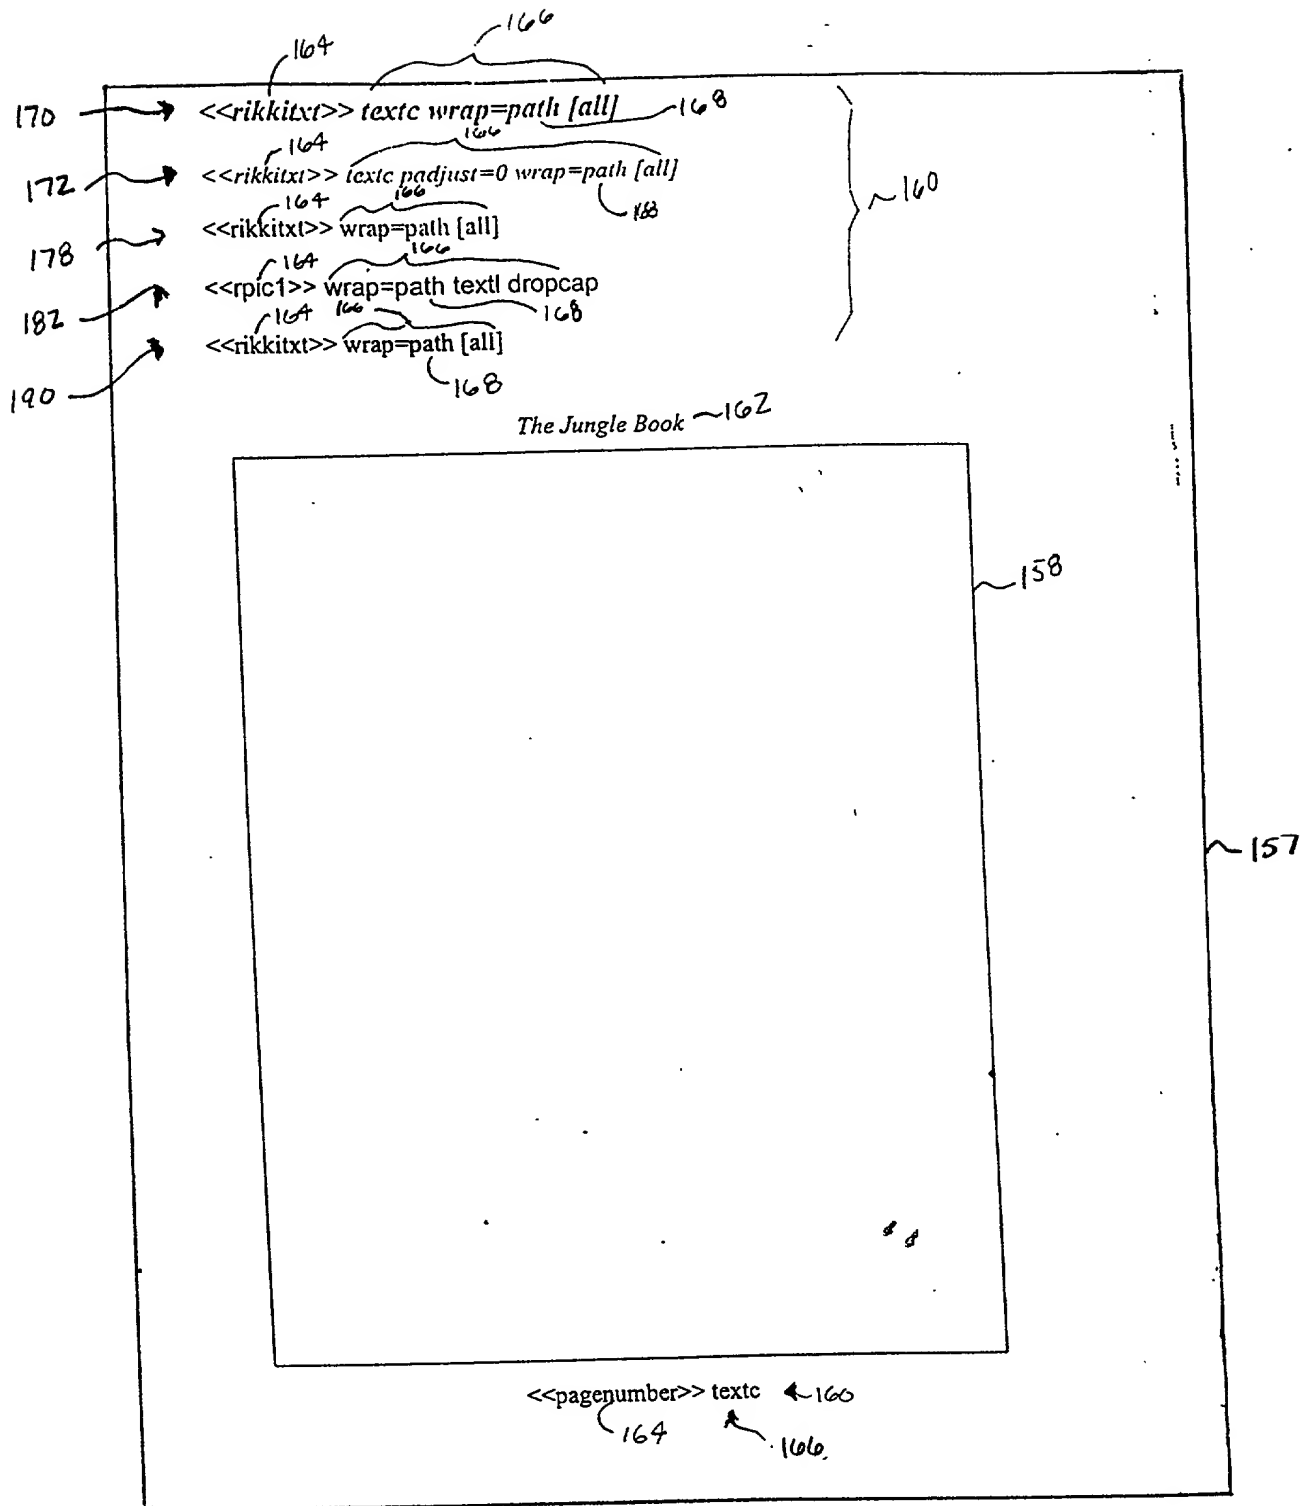 166
164
170 <<rikkitxt>> textc wrap=path [all] 168
164 166
172 <<rikkitxt>> textc padjust=0 wrap=path [all]
164 166 168 160
178 <<rikkitxt>> wrap=path [all]
164 166
182 <<rpic1>> wrap=path textl dropcap
164 166 168
190 <<rikkitxt>> wrap=path [all]
168
The Jungle Book 162
158
157
<<pagenumber>> textc 160
164 166